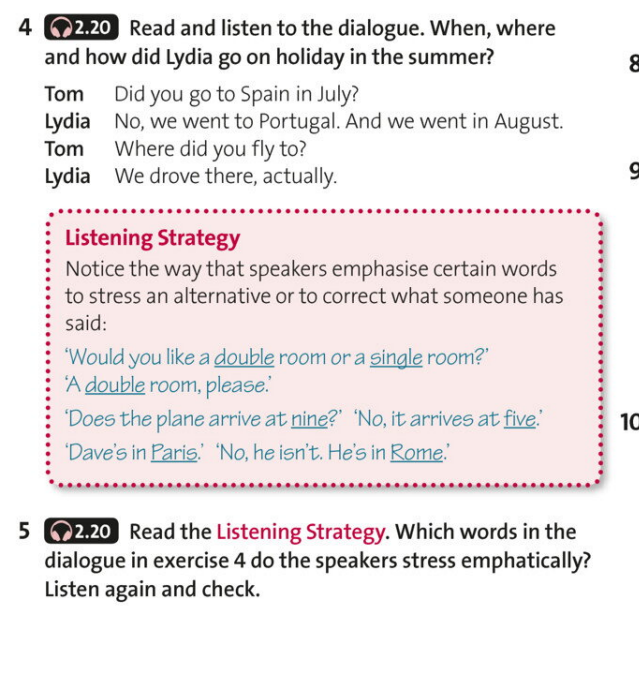 4 2.20 Read and listen to the dialogue. When, where
and how did Lydia go on holiday in the summer?
Tom Did you go to Spain in July?
Lydia No, we went to Portugal. And we went in August.
Tom Where did you fly to?
Lydia We drove there, actually.
Listening Strategy
Notice the way that speakers emphasise certain words
to stress an alternative or to correct what someone has
said:
‘Would you like a double room or a single room?’
‘A double room, please.’
‘Does the plane arrive at nine?’ ‘No, it arrives at five.’
‘Dave’s in Paris.’ ‘No, he isn’t. He’s in Rome.’
5 2.20 Read the Listening Strategy. Which words in the
dialogue in exercise 4 do the speakers stress emphatically?
Listen again and check.
8
9
10